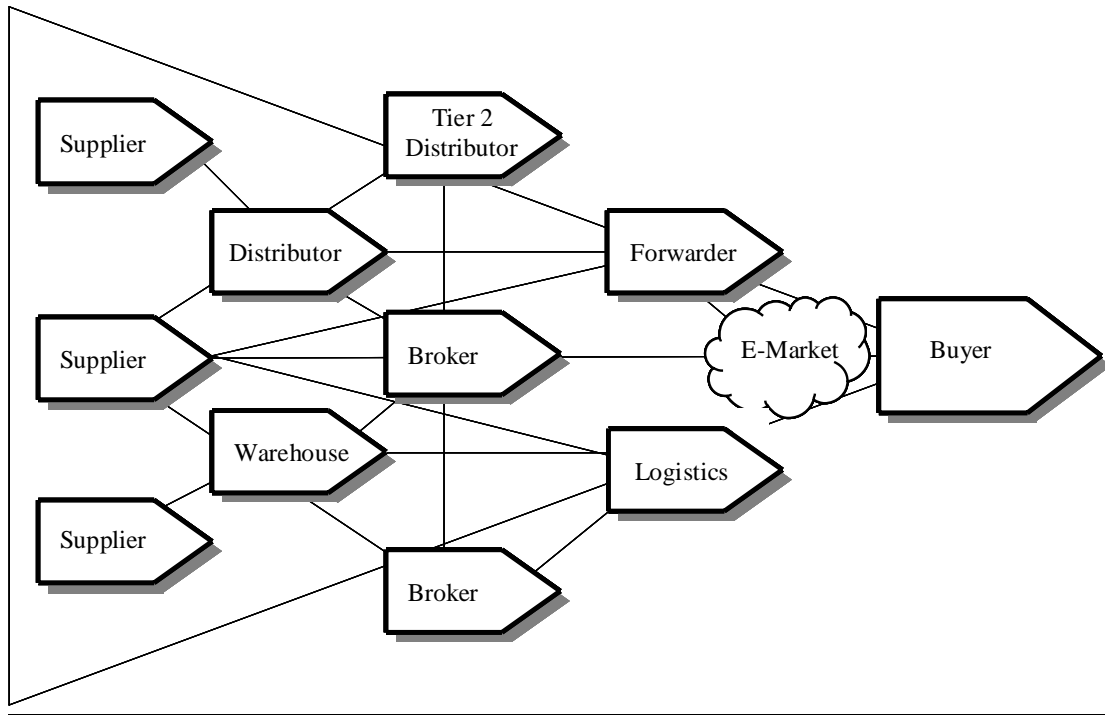 Tier 2
Distributor
Supplier
Distributor
Forwarder
Supplier
Broker
E-Market
Buyer
Warehouse
Logistics
Supplier
Broker